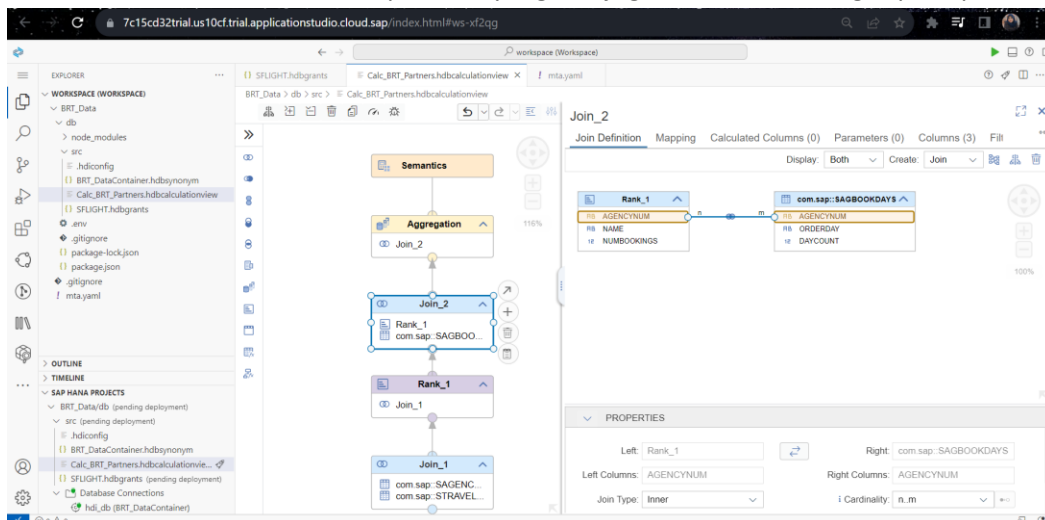 7c15cd32trial.us10cf.trial.applicationstudio.cloud.sap/index.html#ws-xf2qg
workspace (Workspace)
EXPLORER
SFLIGHT.hdbgrants
Calc_BRT_Partners.hdbcalculationview
mta.yaml
WORKSPACE (WORKSPACE)
BRT_Data > db > src > Calc_BRT_Partners.hdbcalculationview
BRT_Data
db
node_modules
src
.hdiconfig
BRT_DataContainer.hdbsynonym
Calc_BRT_Partners.hdbcalculationview
SFLIGHT.hdbgrants
.env
.gitignore
package-lock.json
package.json
.gitignore
mta.yaml
OUTLINE
TIMELINE
SAP HANA PROJECTS
BRT_Data/db (pending deployment)
src (pending deployment)
.hdiconfig
BRT_DataContainer.hdbsynonym
Calc_BRT_Partners.hdbcalculationvie...
SFLIGHT.hdbgrants (pending deployment)
Database Connections
hdi_db (BRT_DataContainer)
Semantics
116%
Aggregation
Join_2
Join_2
Rank_1
com.sap::SAGBOO...
Rank_1
Join_1
Join_1
com.sap::SAGENC...
com.sap::STRAVEL...
Join_2
Join Definition Mapping Calculated Columns (0) Parameters (0) Columns (3) Filt
Display: Both Create: Join
Rank_1
AGENCYNUM
NAME
NUMBOOKINGS
n m
com.sap::SAGBOOKDAYS
AGENCYNUM
ORDERDAY
DAYCOUNT
100%
PROPERTIES
Left: Rank_1 Right: com.sap::SAGBOOKDAYS
Left Columns: AGENCYNUM Right Columns: AGENCYNUM
Join Type: Inner Cardinality: n..m